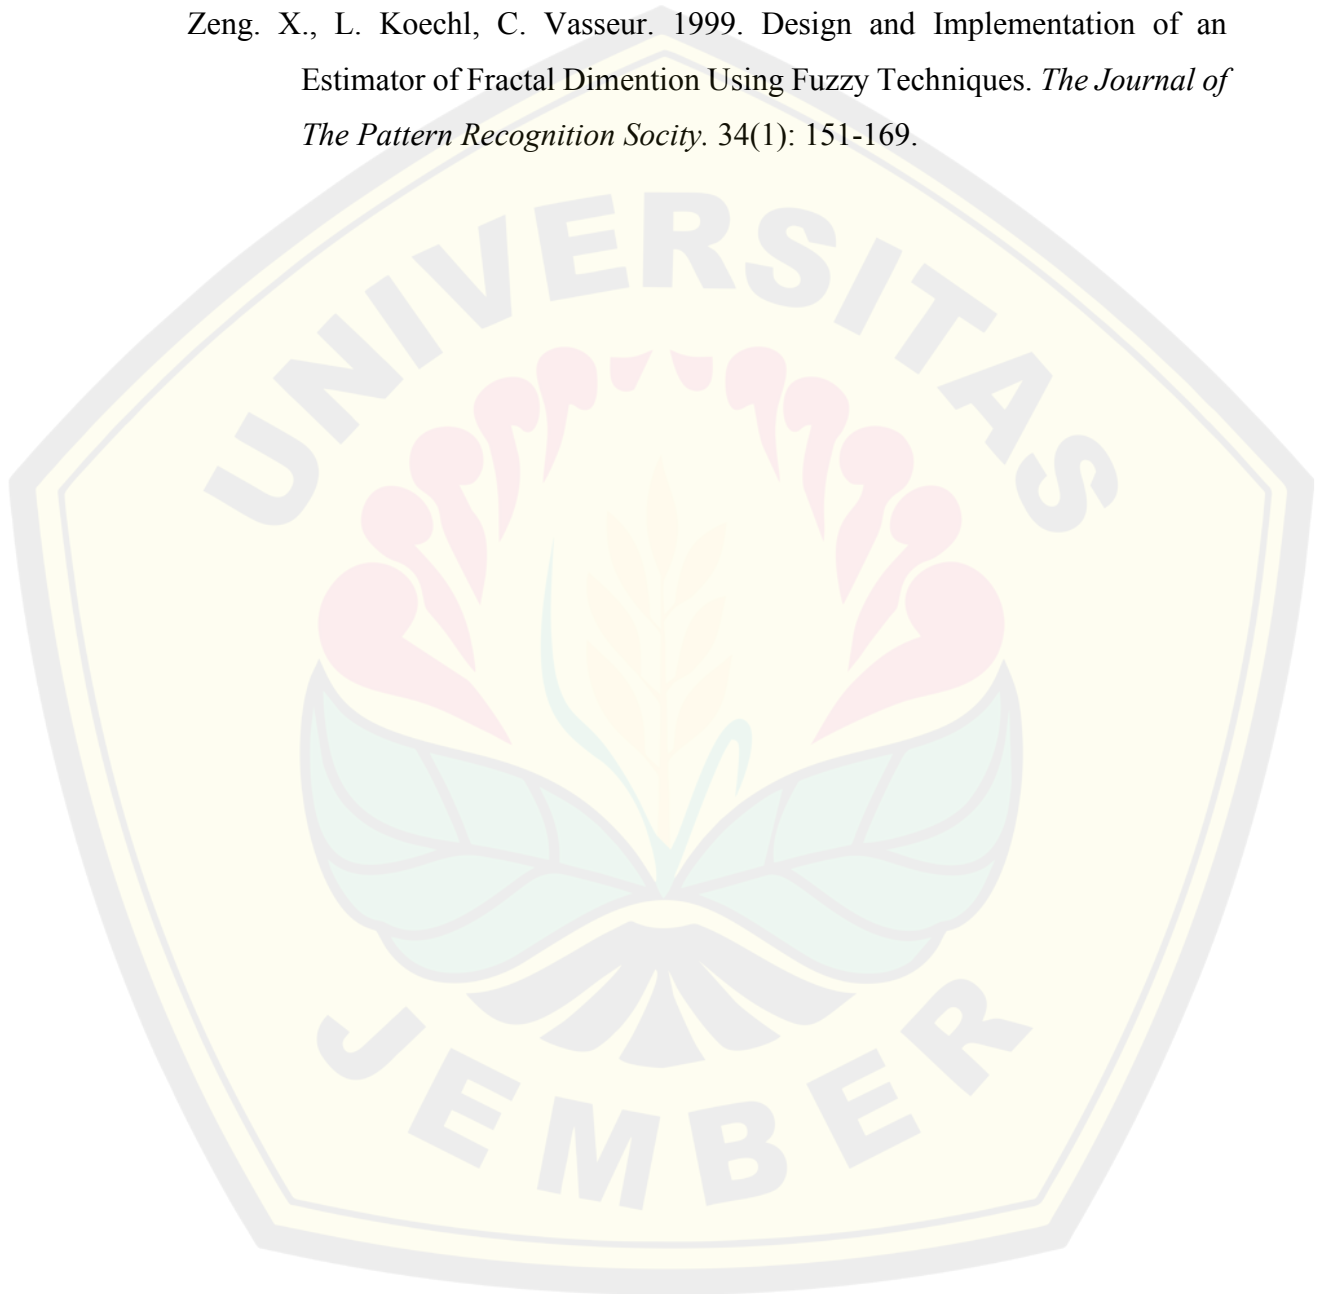 Zeng. X., L. Koechl, C. Vasseur. 1999. Design and Implementation of an
Estimator of Fractal Dimention Using Fuzzy Techniques. The Journal of
The Pattern Recognition Socity. 34(1): 151-169.
UNIVERSITAS
JEMBER